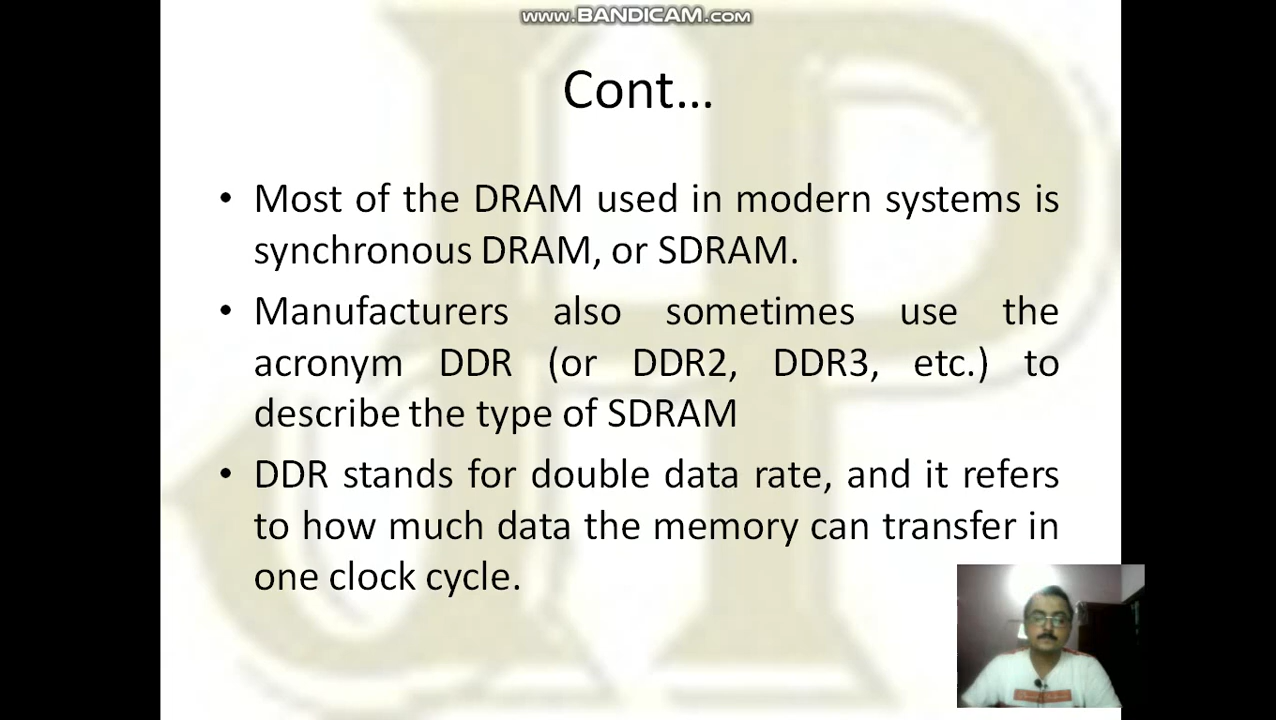 www.BANDICAM.com
Cont...
• Most of the DRAM used in modern systems is
synchronous DRAM, or SDRAM.
• Manufacturers also sometimes use the
acronym DDR (or DDR2, DDR3, etc.) to
describe the type of SDRAM
• DDR stands for double data rate, and it refers
to how much data the memory can transfer in
one clock cycle.